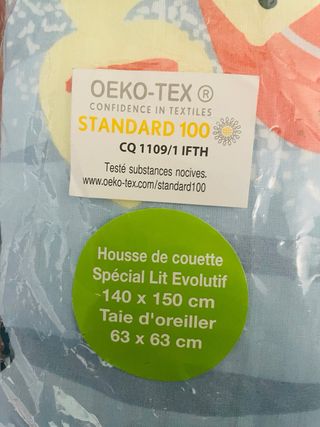 OEKO-TEX ®
CONFIDENCE IN TEXTILES
STANDARD 100
CQ 1109/1 IFTH
Testé substances nocives.
www.oeko-tex.com/standard100
Housse de couette
Spécial Lit Evolutif
140 x 150 cm
Taie d'oreiller
63 x 63 cm